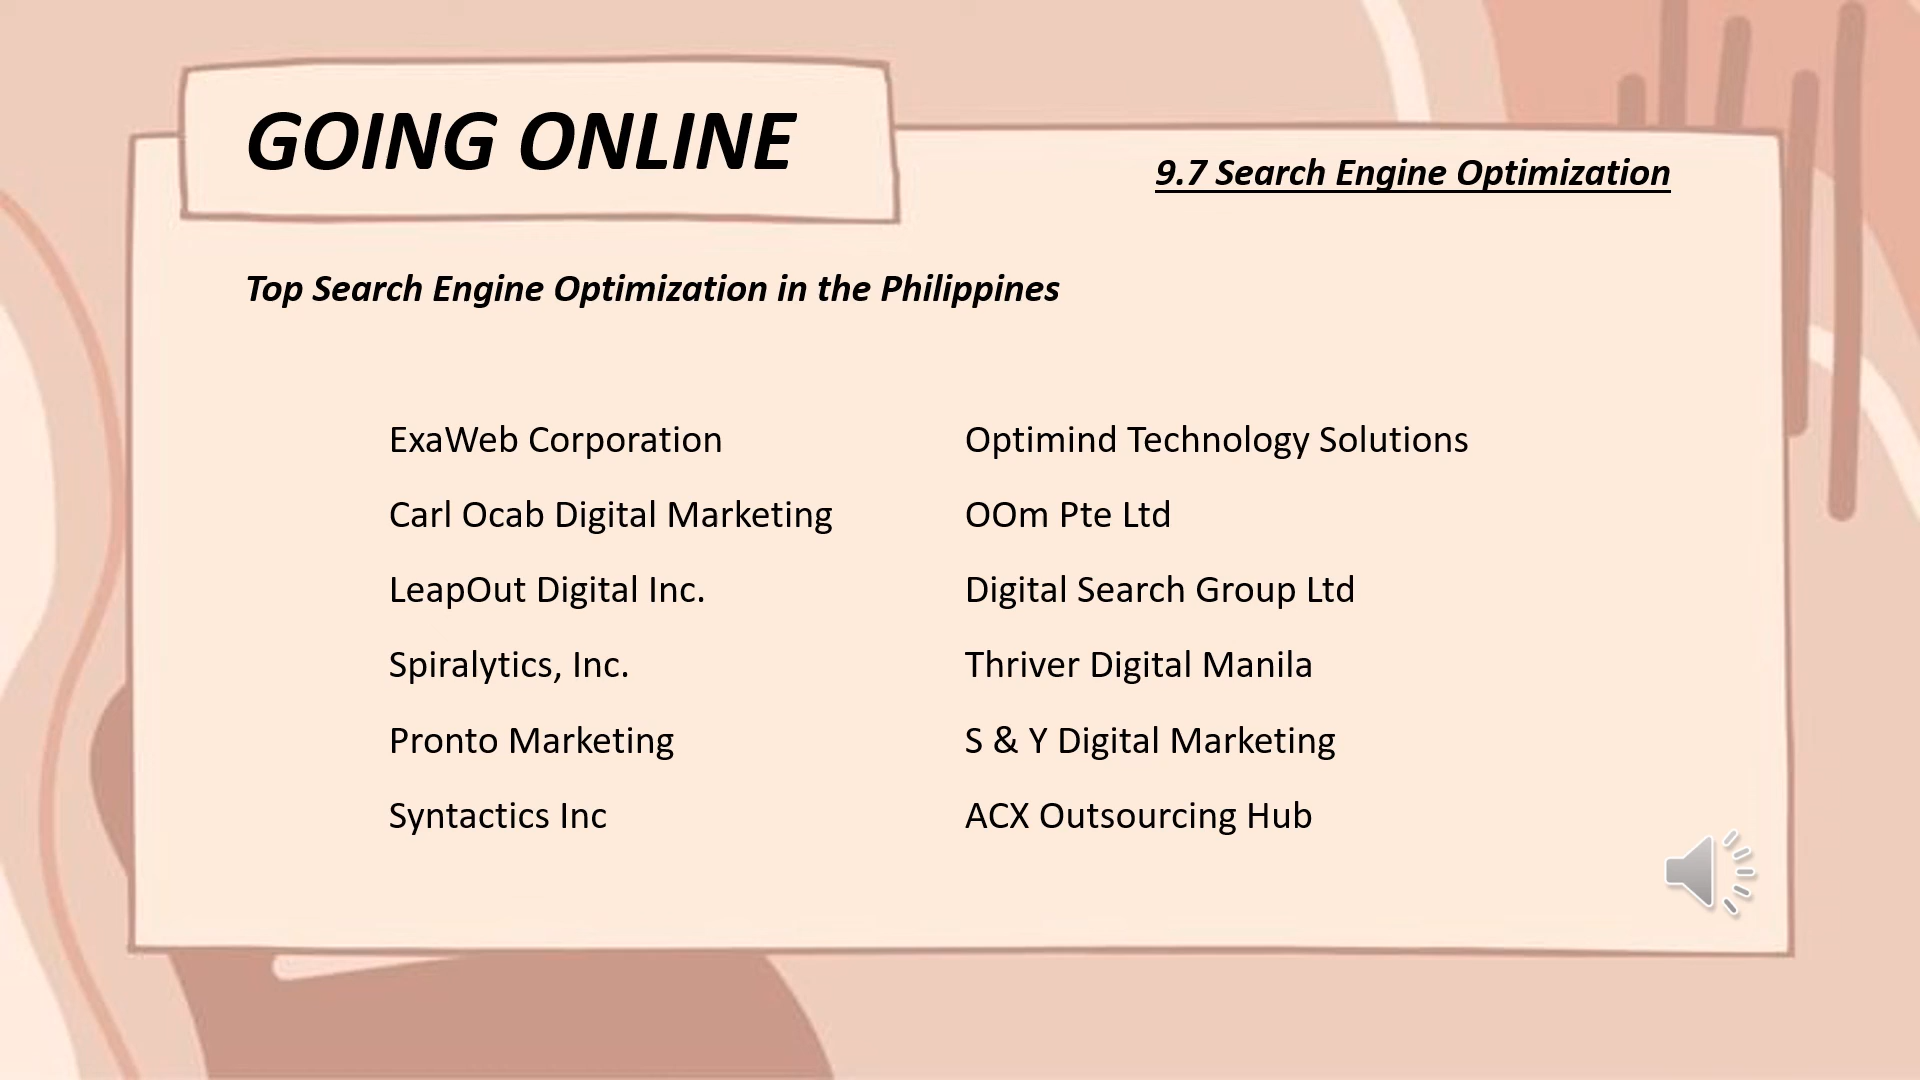 GOING ONLINE
9.7 Search Engine Optimization
Top Search Engine Optimization in the Philippines
ExaWeb Corporation
Carl Ocab Digital Marketing
LeapOut Digital Inc.
Spiralytics, Inc.
Pronto Marketing
Syntactics Inc
Optimind Technology Solutions
OOm Pte Ltd
Digital Search Group Ltd
Thriver Digital Manila
S & Y Digital Marketing
ACX Outsourcing Hub